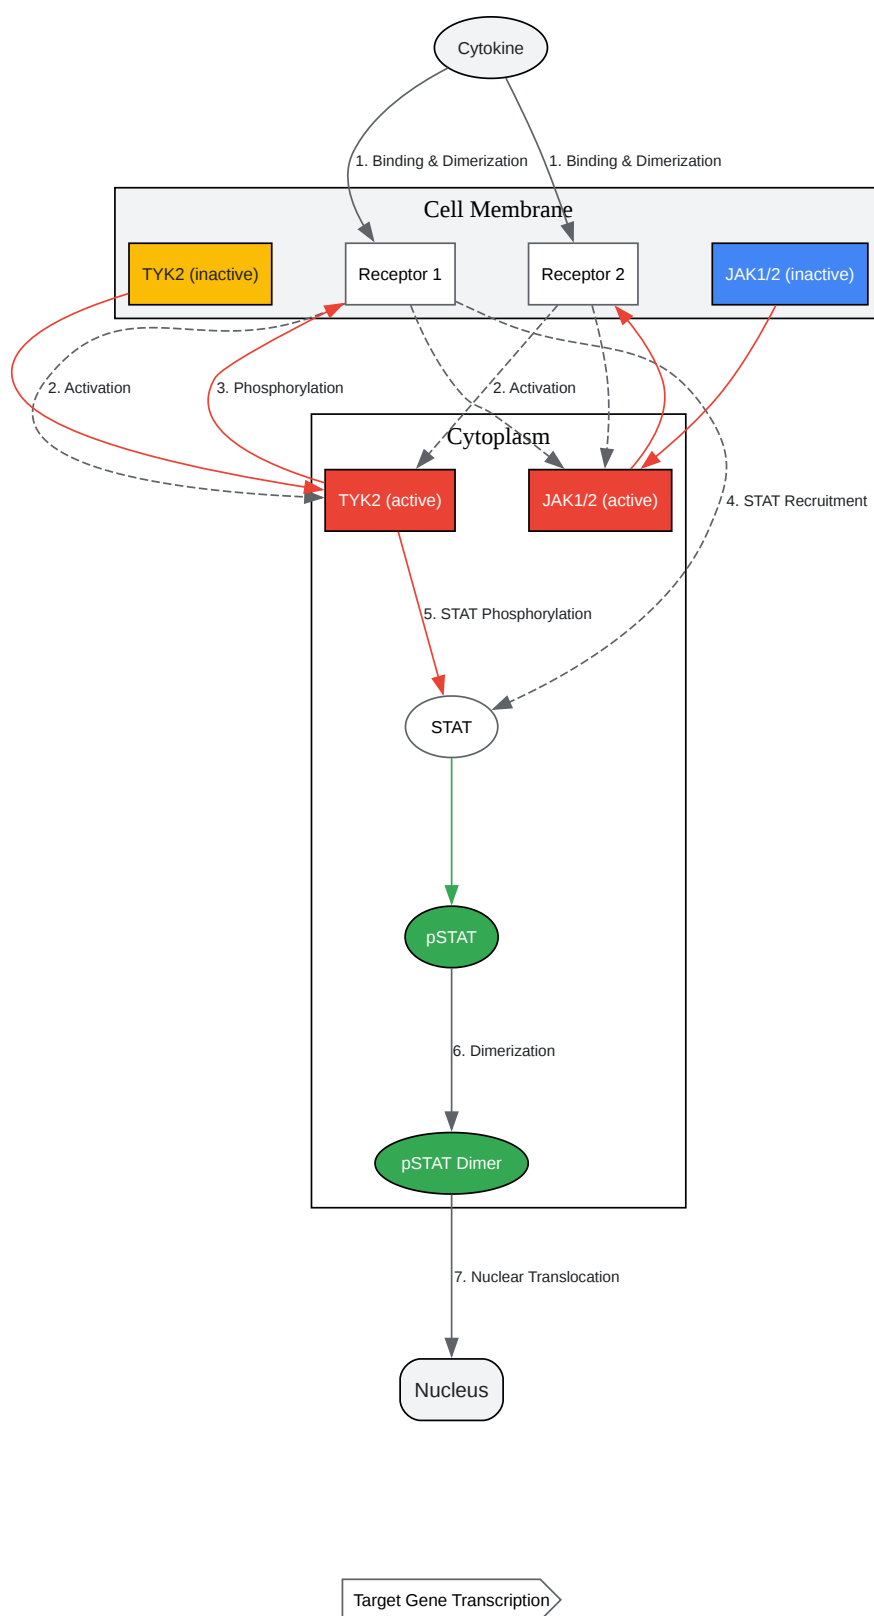 Cytokine
1. Binding & Dimerization
1. Binding & Dimerization
Cell Membrane
TYK2 (inactive)
Receptor 1
Receptor 2
JAK1/2 (inactive)
2. Activation
3. Phosphorylation
2. Activation
Cytoplasm
TYK2 (active)
JAK1/2 (active)
4. STAT Recruitment
5. STAT Phosphorylation
STAT
pSTAT
6. Dimerization
pSTAT Dimer
7. Nuclear Translocation
Nucleus
Target Gene Transcription